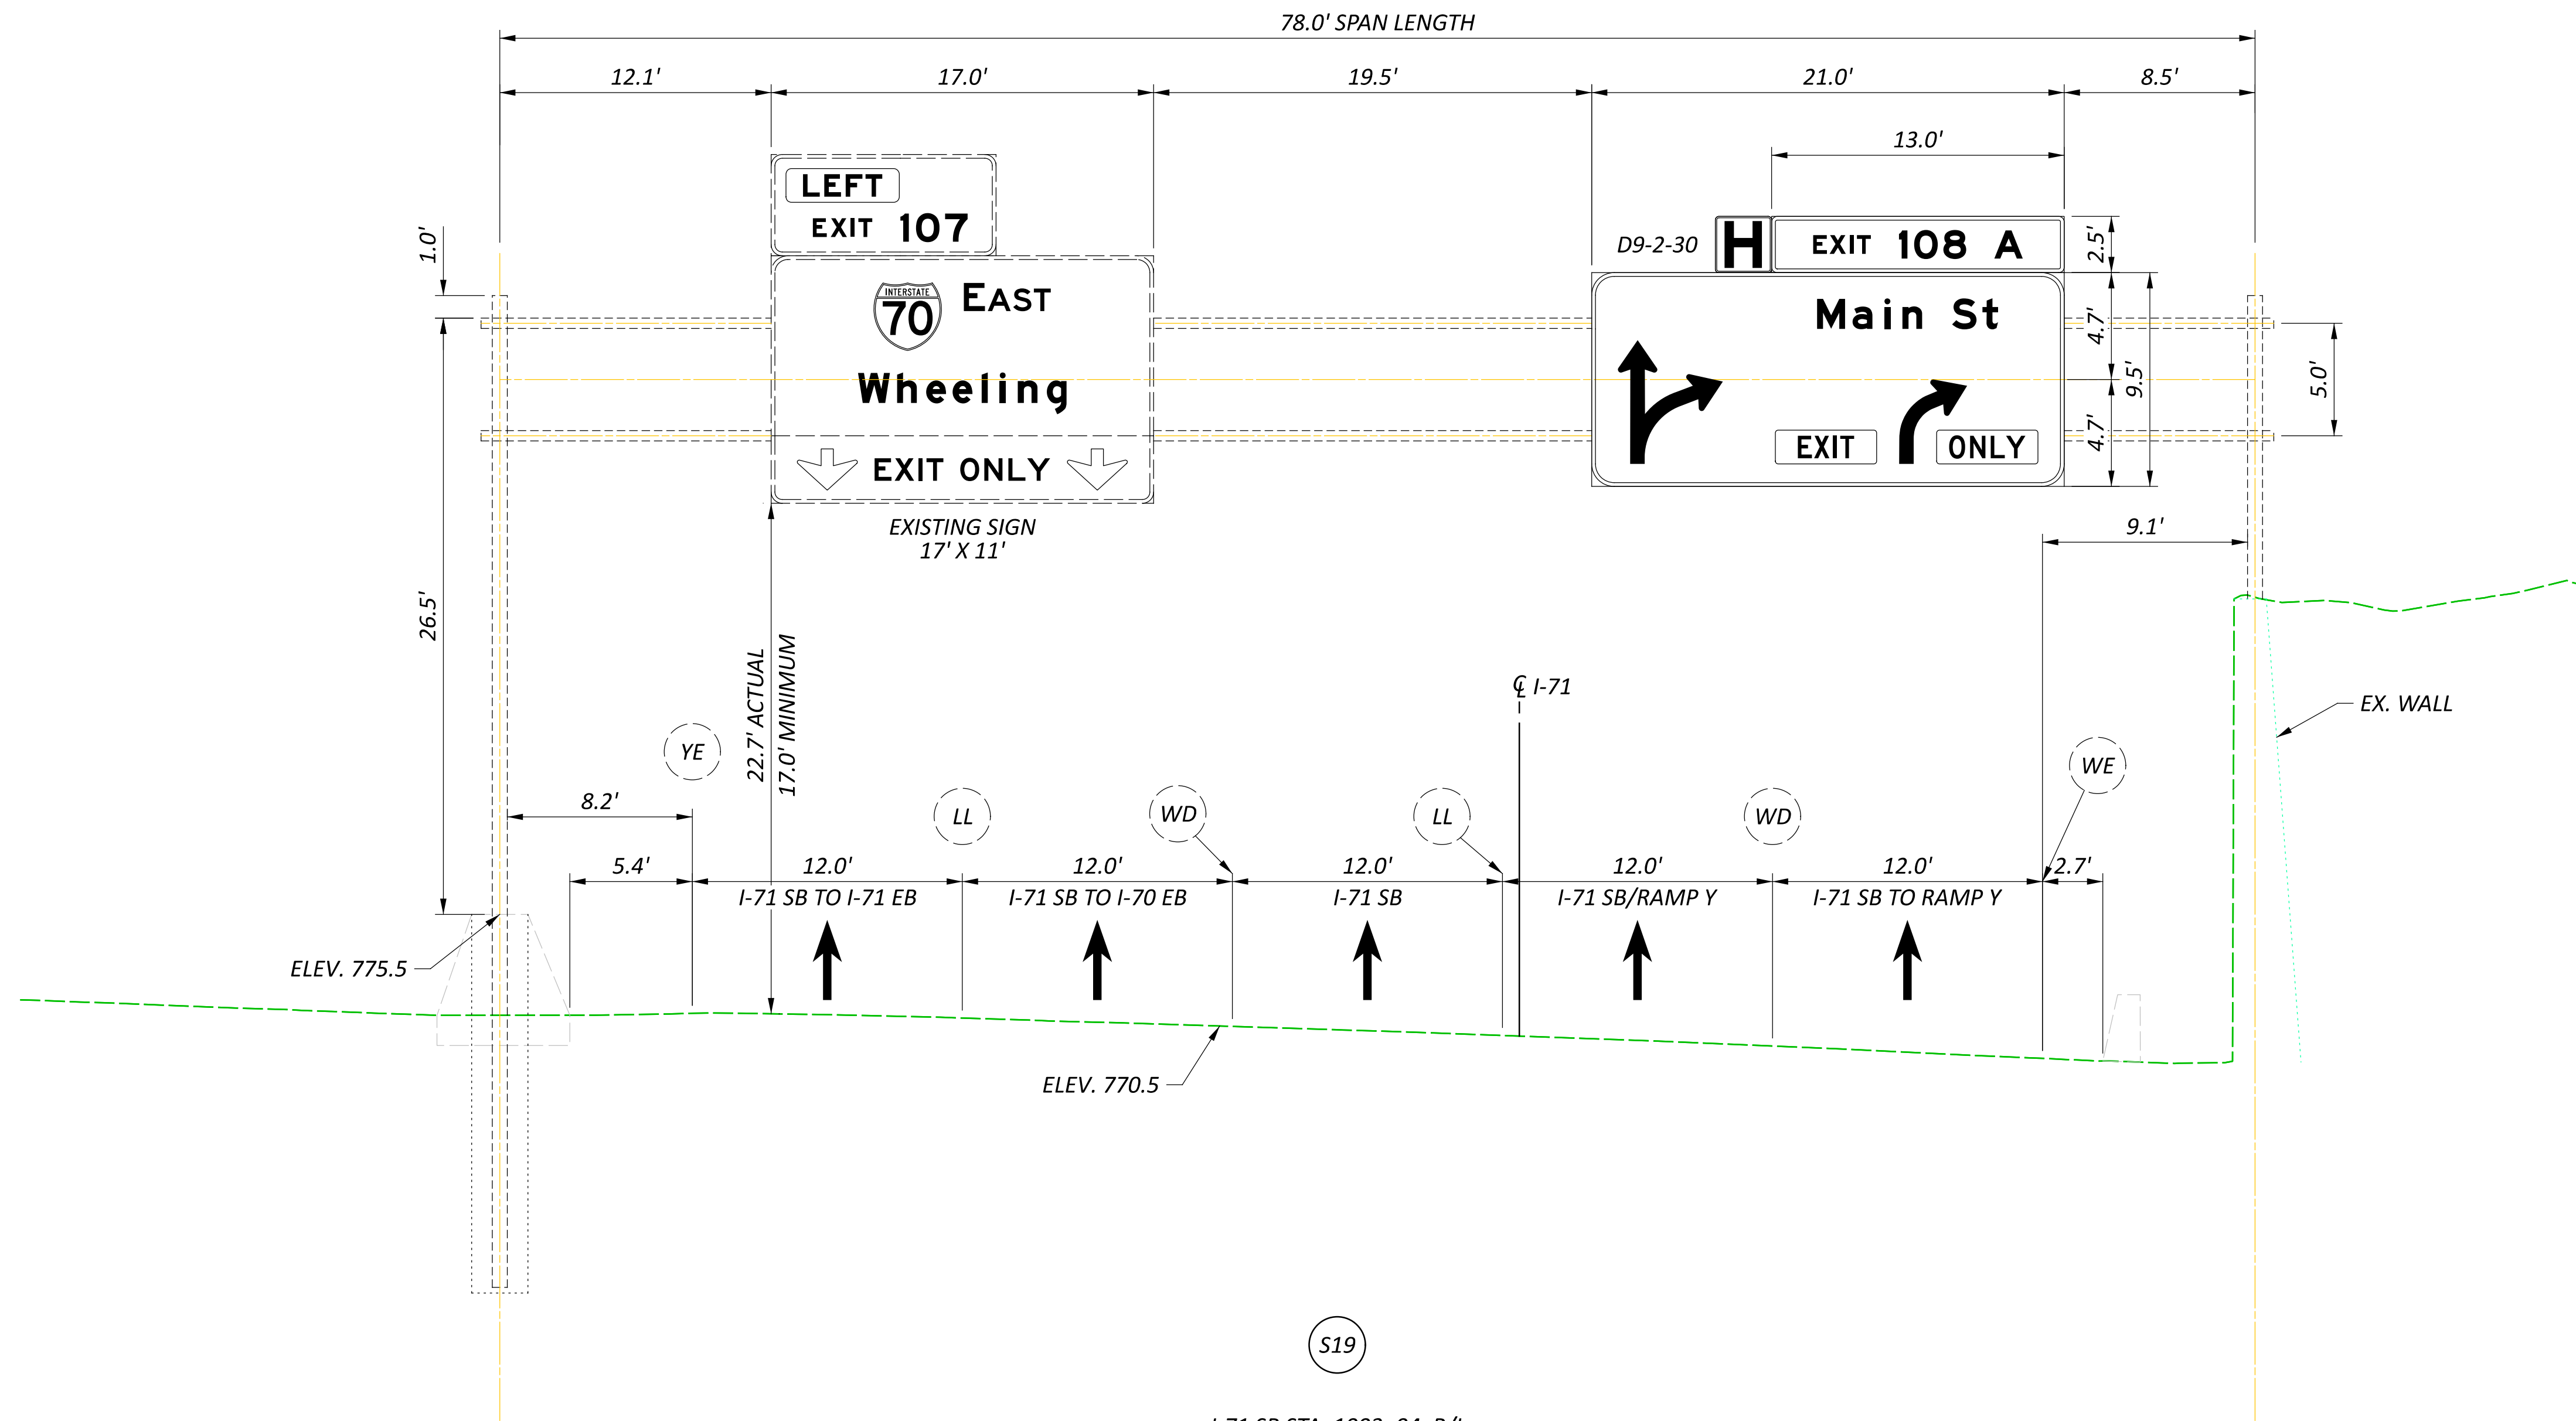 78.0' SPAN LENGTH
12.1'
17.0'
19.5'
21.0'
8.5'
13.0'
LEFT
EXIT 107
D9-2-30
H
EXIT 108 A
2.5'
1.0'
INTERSTATE
70
EAST
Wheeling
EXIT ONLY
Main St
EXIT
ONLY
4.7'
4.7'
9.5'
5.0'
EXISTING SIGN
17' X 11'
9.1'
26.5'
22.7' ACTUAL
17.0' MINIMUM
℄ I-71
EX. WALL
YE
WE
8.2'
LL
WD
LL
WD
5.4'
12.0'
12.0'
12.0'
12.0'
12.0'
2.7'
I-71 SB TO I-71 EB
I-71 SB TO I-70 EB
I-71 SB
I-71 SB/RAMP Y
I-71 SB TO RAMP Y
ELEV. 775.5
ELEV. 770.5
S19